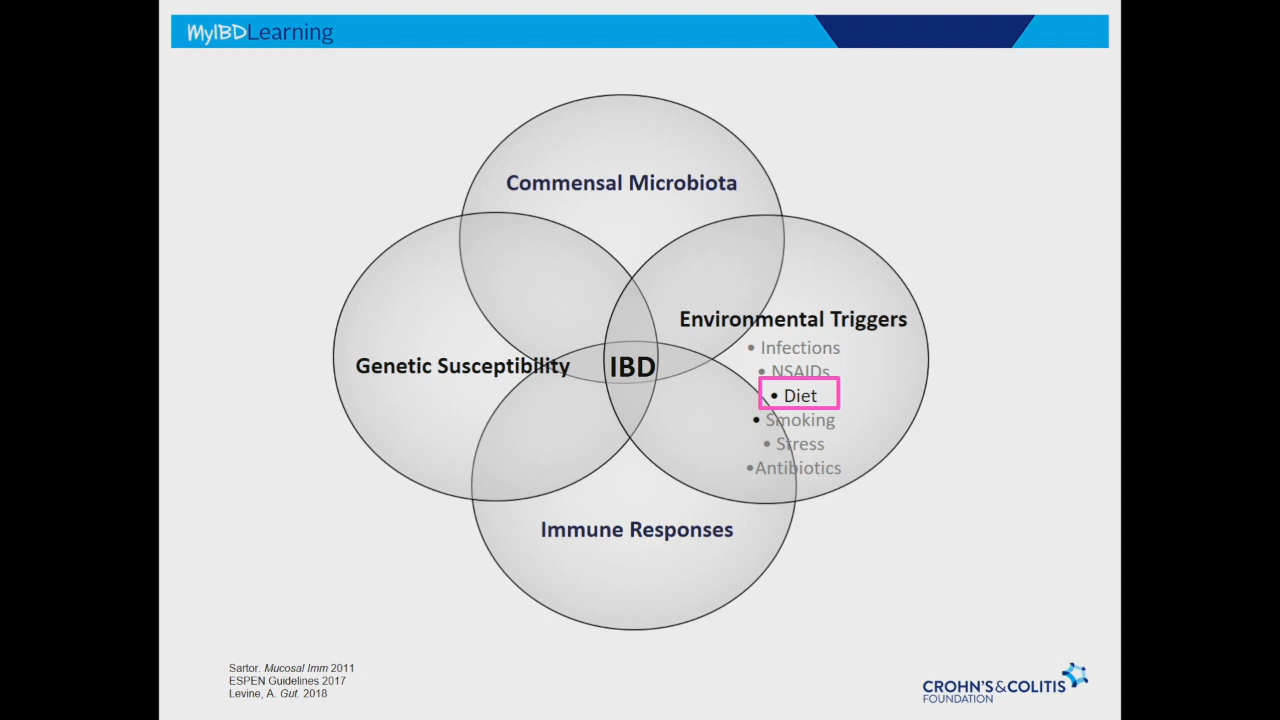 MyIBDLearning
Commensal Microbiota
Environmental Triggers
• Infections
• NSAIDs
• Diet
• Smoking
• Stress
•Antibiotics
Genetic Susceptibility
IBD
Immune Responses
Sartor. Mucosal Imm 2011
ESPEN Guidelines 2017
Levine, A. Gut. 2018
CROHN'S&COLITIS
FOUNDATION